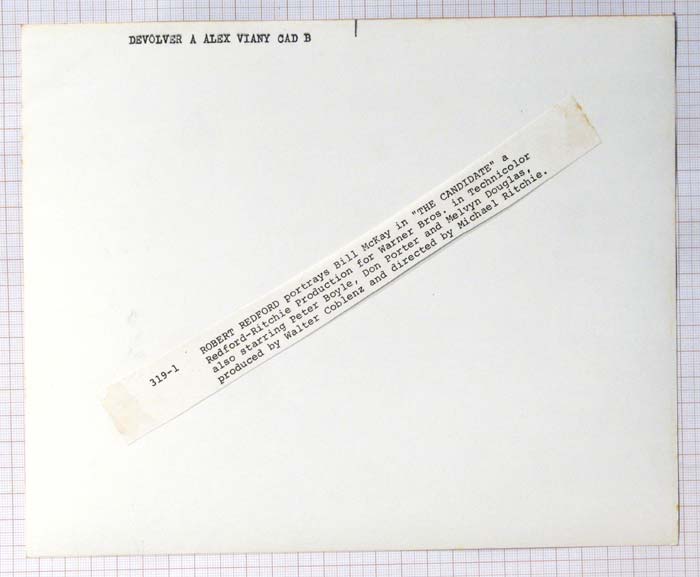 DEVOLVER A ALEX VIANY CAD B
319-1 ROBERT REDFORD portrays Bill McKay in "THE CANDIDATE" a
Redford-Ritchie Production for Warner Bros. in Technicolor
also starring Peter Boyle, Don Porter and Melvyn Douglas,
produced by Walter Coblenz and directed by Michael Ritchie.